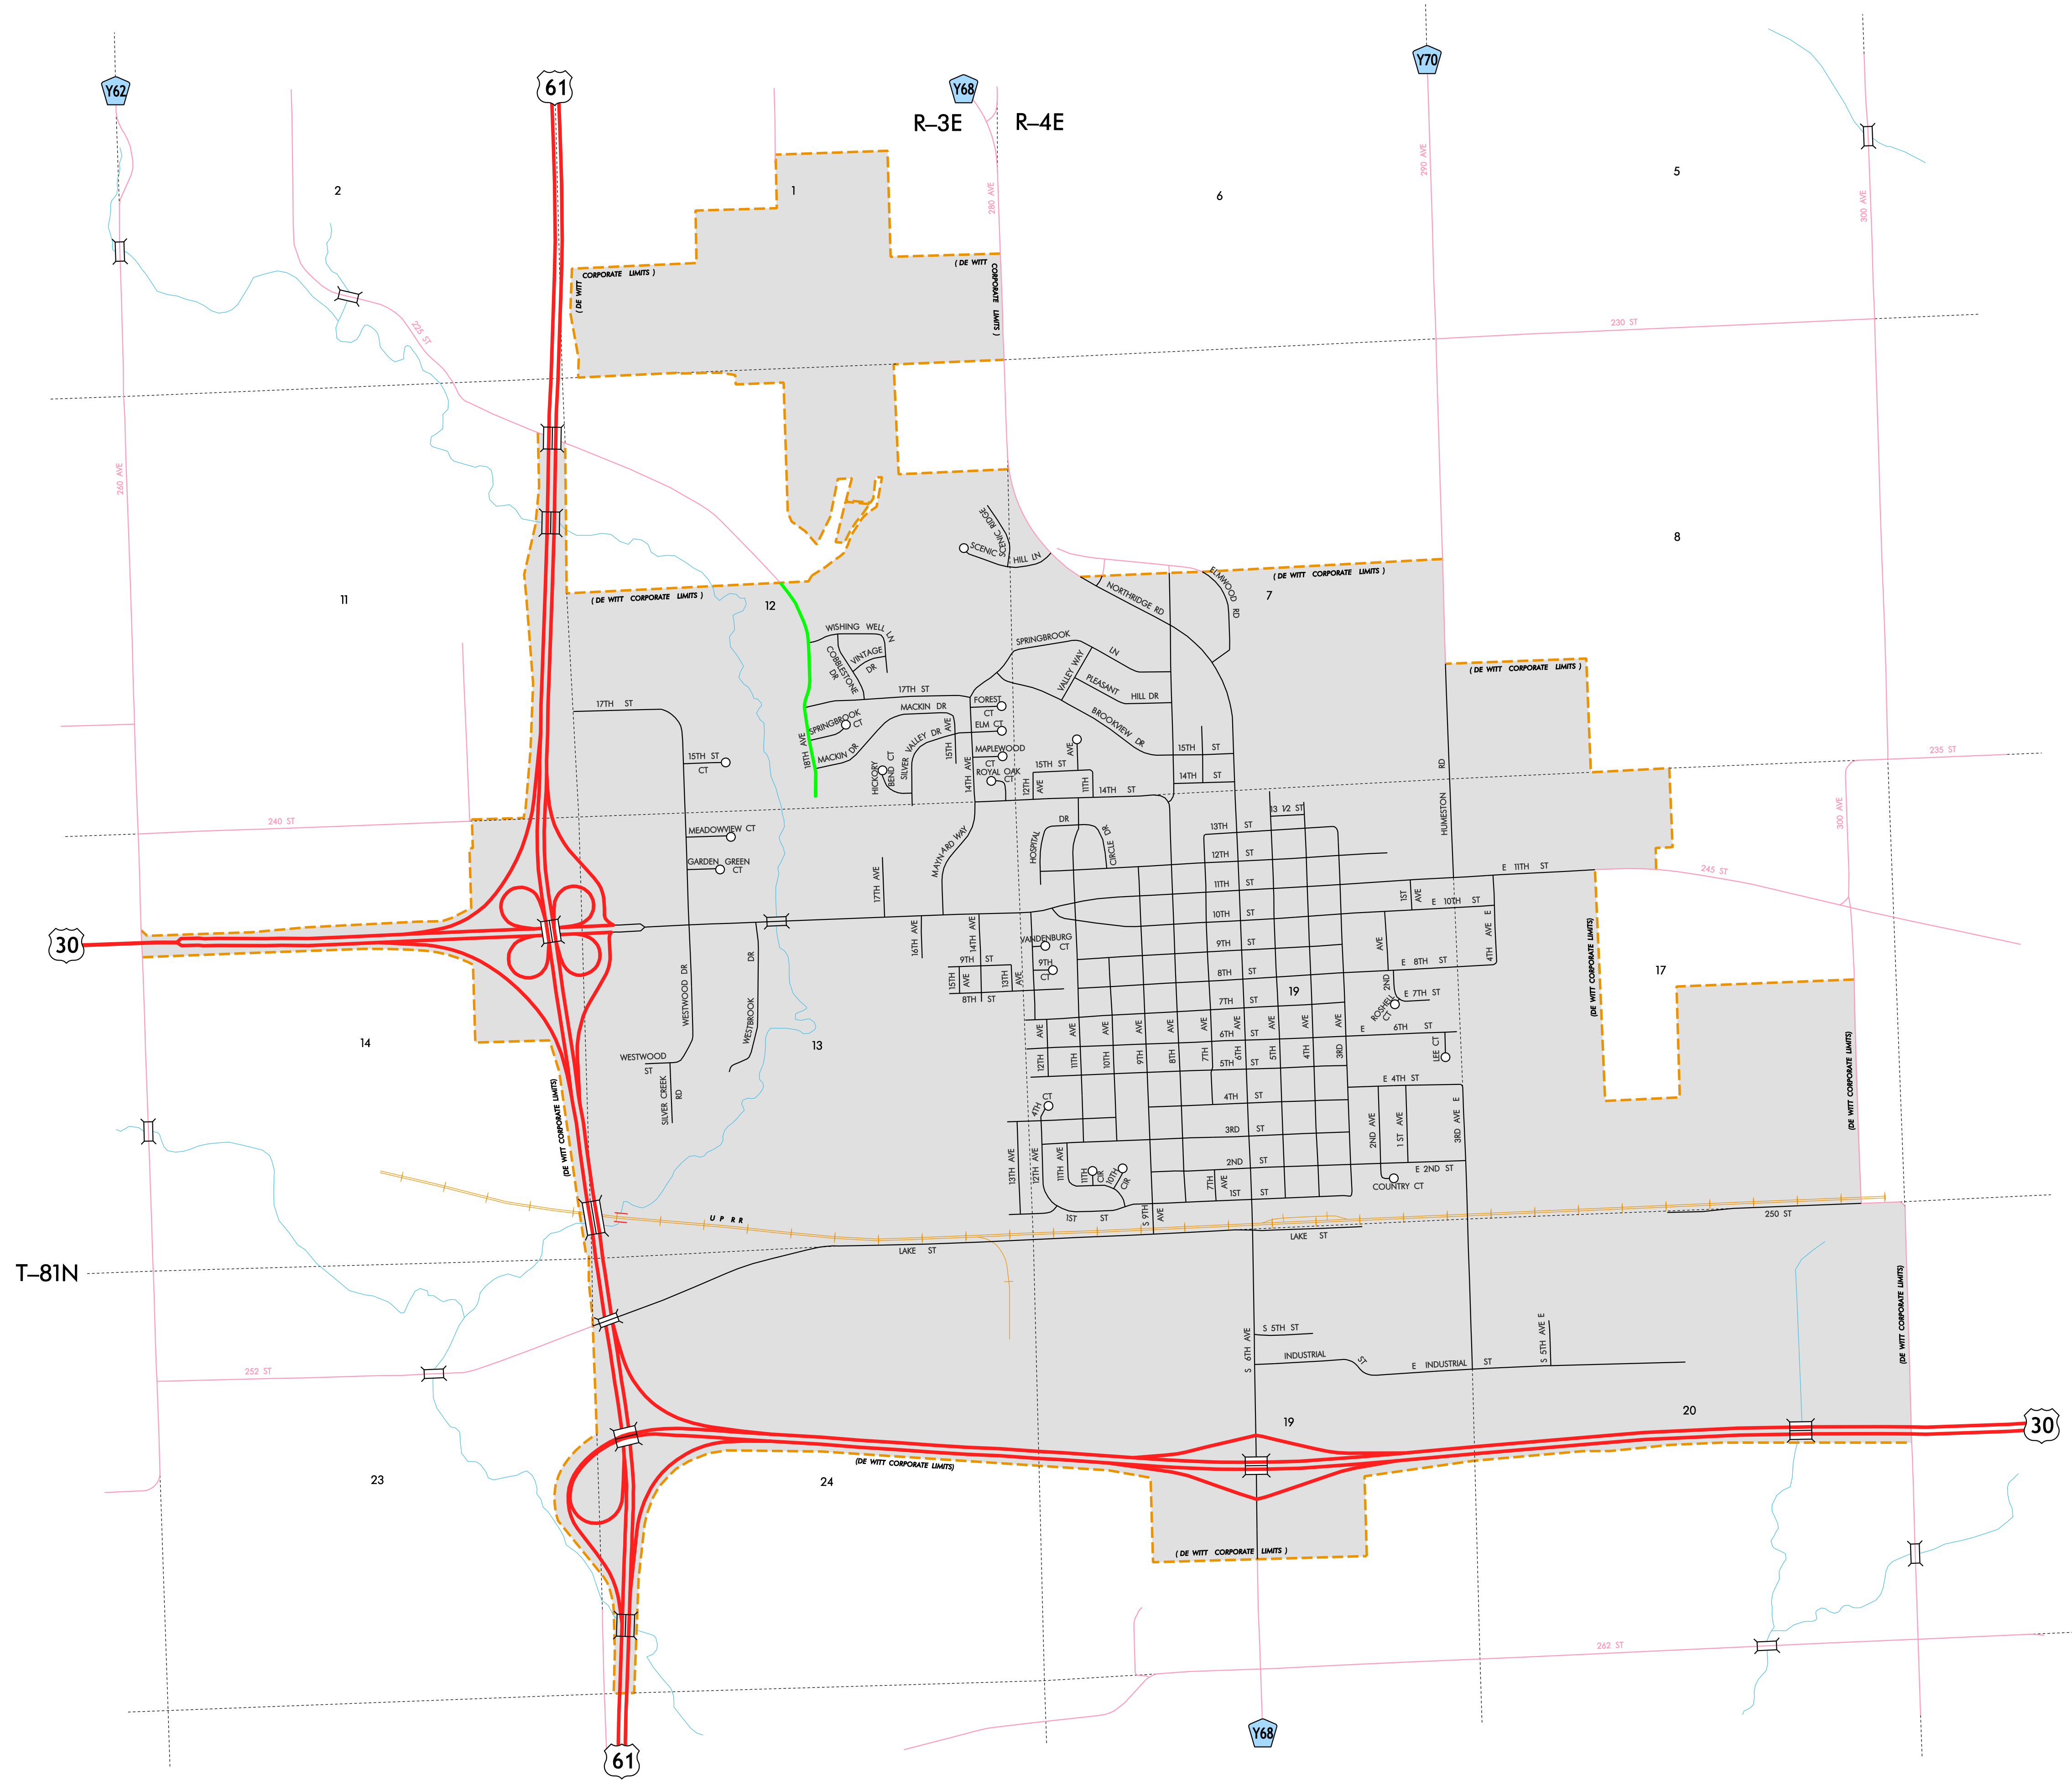 Y62
61
Y68
Y70
R–3E
R–4E
290 AVE
280 AVE
300 AVE
2
1
6
5
( DE WITT
CORPORATE LIMITS )
( DE WITT
CORPORATE LIMITS )
225 ST
230 ST
260 AVE
11
12
7
8
( DE WITT CORPORATE LIMITS )
( DE WITT CORPORATE LIMITS )
( DE WITT CORPORATE LIMITS )
SCENIC RIDGE
SCENIC HILL LN
NORTHRIDGE RD
ELMWOOD RD
WISHING WELL LN
COBBLESTONE DR
VINTAGE DR
SPRINGBROOK LN
VALLEY WAY
PLEASANT HILL DR
BROOKVIEW DR
17TH ST
17TH ST
FOREST CT
MACKIN DR
SPRINGBROOK CT
ELM CT
18TH AVE
MACKIN DR
SILVER VALLEY DR
15TH AVE
HICKORY BEND CT
MAPLEWOOD CT
ROYAL OAK CT
14TH AVE
15TH ST
CT
15TH ST
12TH AVE
11TH
AVE
14TH ST
15TH ST
14TH ST
HUMESTON RD
235 ST
240 ST
300 AVE
MEADOWVIEW CT
GARDEN GREEN CT
MAYNARD WAY
17TH AVE
HOSPITAL DR
CIRCLE DR
13 1/2 ST
13TH ST
12TH ST
11TH ST
10TH ST
9TH ST
8TH ST
7TH ST
6TH ST
5TH ST
4TH ST
3RD ST
2ND ST
1ST ST
E 11TH ST
245 ST
1ST AVE
E 10TH ST
4TH AVE E
30
16TH AVE
14TH AVE
VANDENBURG CT
9TH CT
9TH ST
15TH AVE
13TH AVE
8TH ST
2ND AVE
E 8TH ST
ROSHELL CT
E 7TH ST
E 6TH ST
LEE CT
E 4TH ST
(DE WITT CORPORATE LIMITS)
17
19
WESTWOOD DR
WESTBROOK DR
WESTWOOD ST
SILVER CREEK RD
14
13
12TH AVE
11TH AVE
10TH AVE
9TH AVE
8TH AVE
7TH AVE
6TH AVE
5TH AVE
4TH AVE
3RD AVE
(DE WITT CORPORATE LIMITS)
(DE WITT CORPORATE LIMITS)
4TH CT
13TH AVE
12TH AVE
11TH AVE
11TH CIR
10TH CIR
7TH AVE
2ND AVE
1 ST AVE
3RD AVE E
E 2ND ST
COUNTRY CT
1ST ST
S 9TH AVE
U P R R
LAKE ST
LAKE ST
250 ST
T–81N
(DE WITT CORPORATE LIMITS)
252 ST
S 6TH AVE
S 5TH ST
INDUSTRIAL ST
E INDUSTRIAL ST
S 5TH AVE E
23
24
19
20
30
(DE WITT CORPORATE LIMITS)
( DE WITT CORPORATE LIMITS )
262 ST
Y68
61